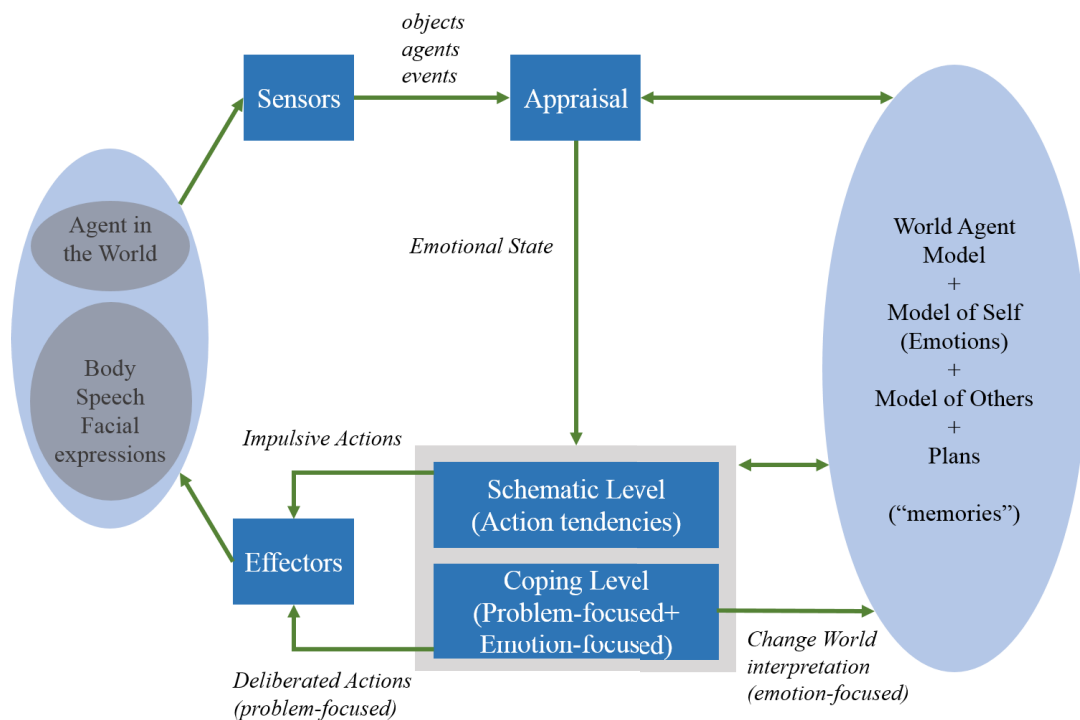 objects
agents
events
Sensors
Appraisal
Agent in
the World
Emotional State
World Agent
Model
+
Model of Self
(Emotions)
+
Model of Others
+
Plans
(“memories”)
Body
Speech
Facial
expressions
Impulsive Actions
Schematic Level
(Action tendencies)
Effectors
Coping Level
(Problem-focused+
Emotion-focused)
Deliberated Actions
(problem-focused)
Change World
interpretation
(emotion-focused)